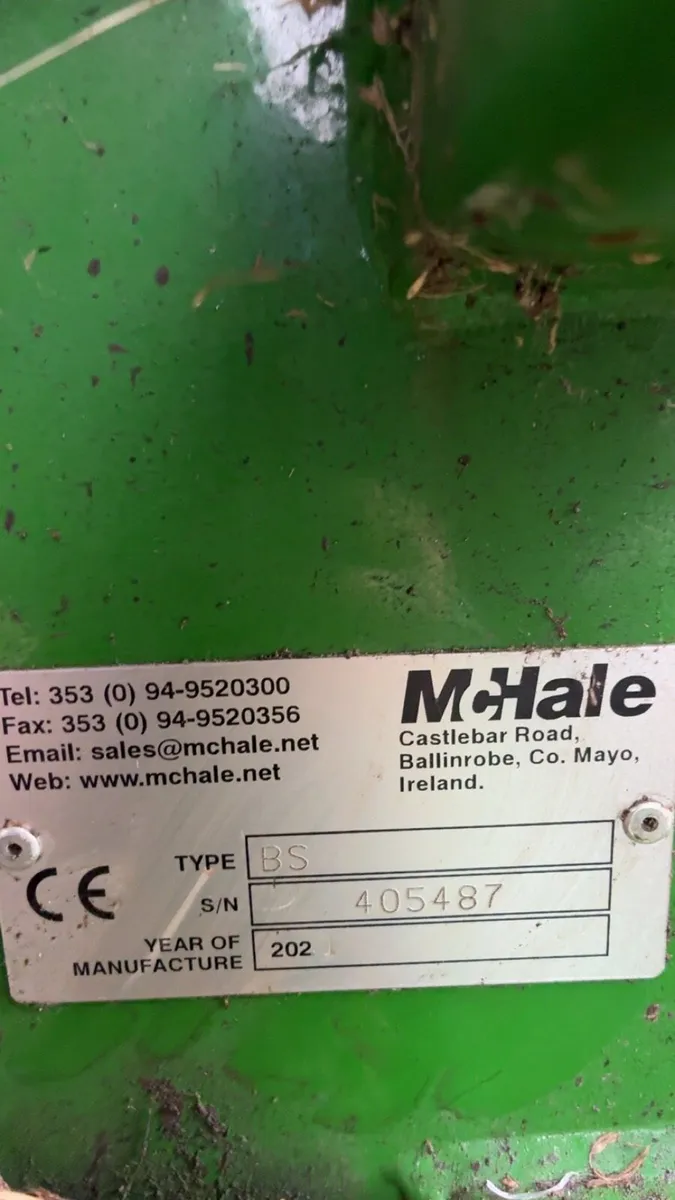 Tel: 353 (0) 94-9520300
Fax: 353 (0) 94-9520356
Email: sales@mchale.net
Web: www.mchale.net
McHale
Castlebar Road,
Ballinrobe, Co. Mayo,
Ireland.
CE
TYPE BS
S/N 405487
YEAR OF
MANUFACTURE 202